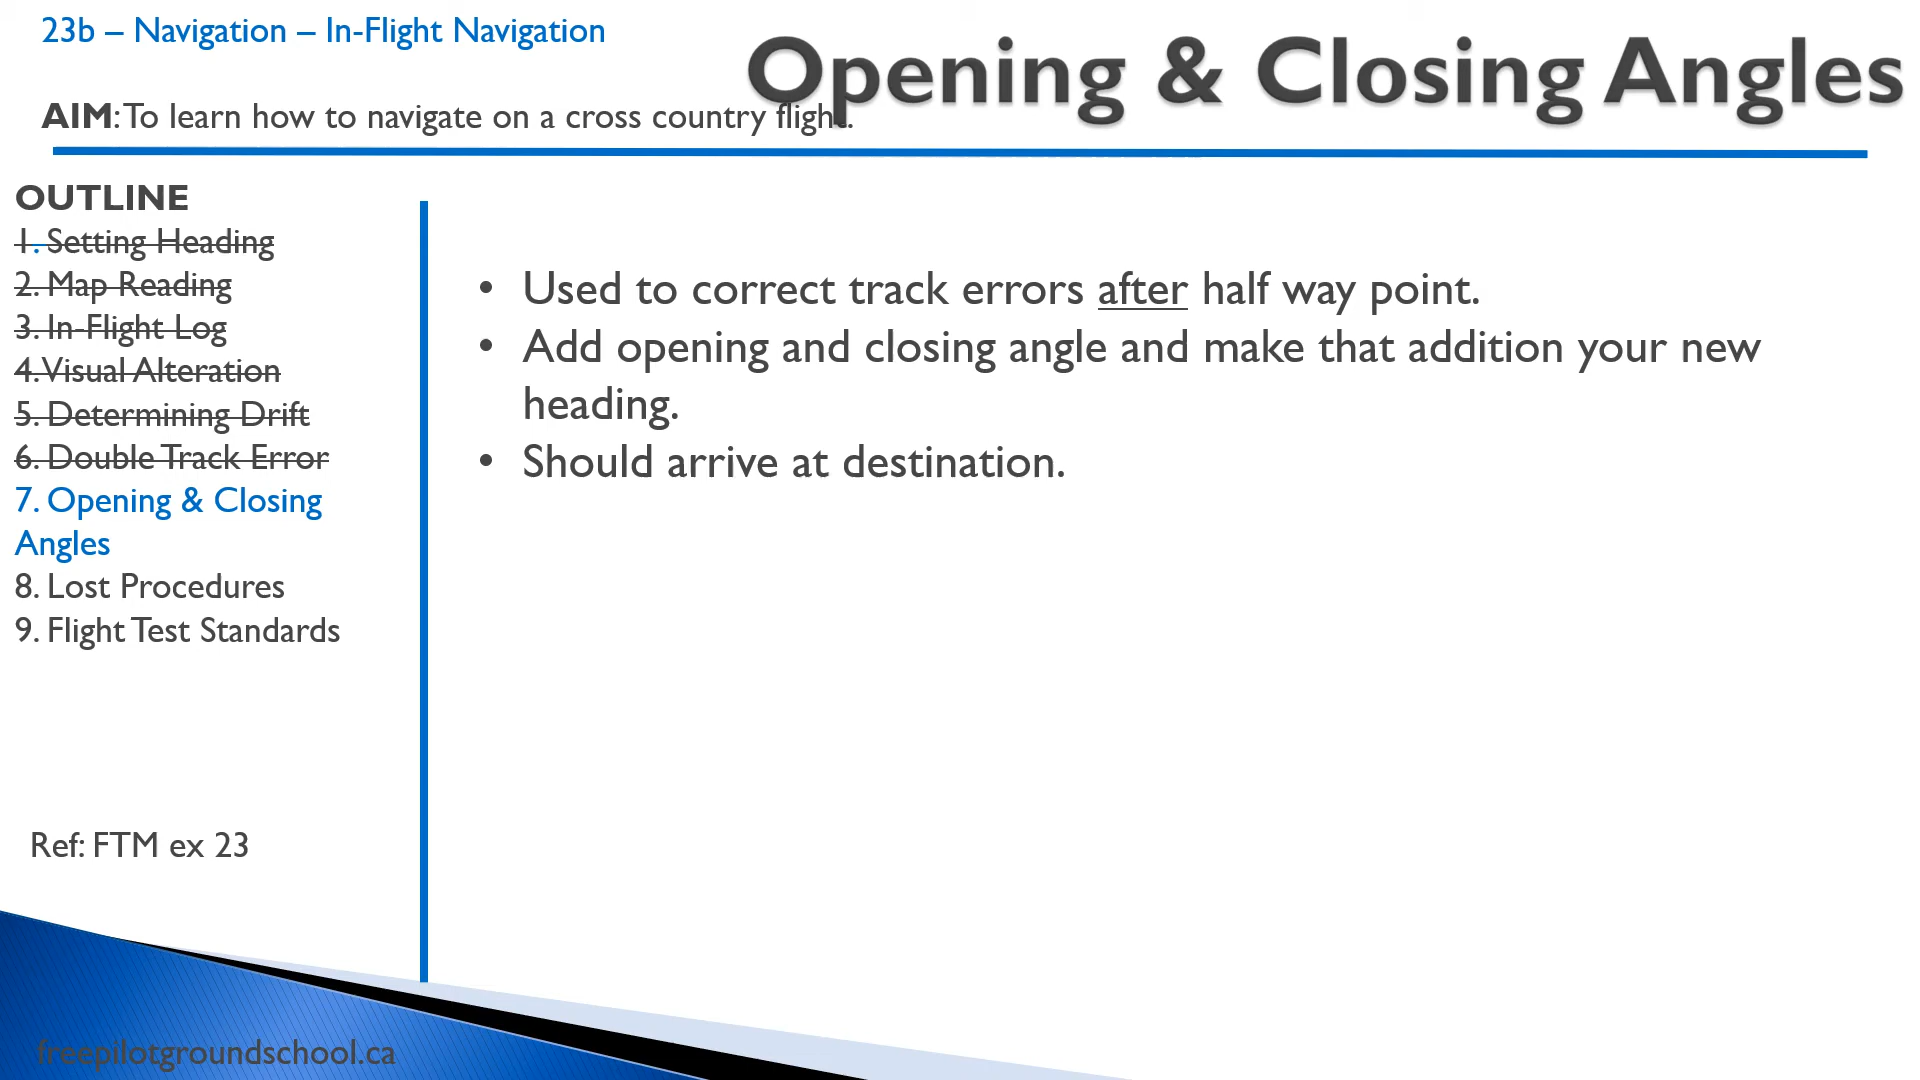 23b – Navigation – In-Flight Navigation
Opening & Closing Angles
AIM: To learn how to navigate on a cross country flight.
OUTLINE
1. Setting Heading
2. Map Reading
3. In-Flight Log
4. Visual Alteration
5. Determining Drift
6. Double Track Error
7. Opening & Closing
Angles
8. Lost Procedures
9. Flight Test Standards
• Used to correct track errors after half way point.
• Add opening and closing angle and make that addition your new
heading.
• Should arrive at destination.
Ref: FTM ex 23
freepilotgroundschool.ca